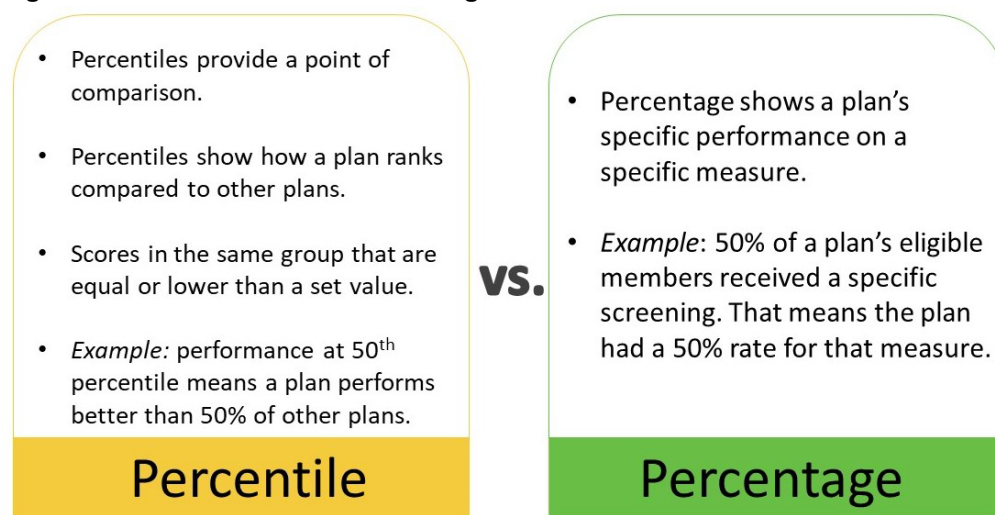 • Percentiles provide a point of
comparison.
• Percentiles show how a plan ranks
compared to other plans.
• Scores in the same group that are
equal or lower than a set value.
• Example: performance at 50th
percentile means a plan performs
better than 50% of other plans.
Percentile
vs.
• Percentage shows a plan's
specific performance on a
specific measure.
• Example: 50% of a plan's eligible
members received a specific
screening. That means the plan
had a 50% rate for that measure.
Percentage